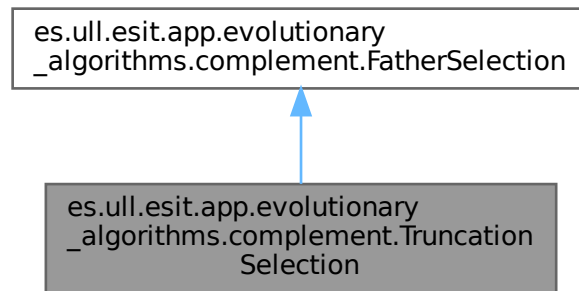 es.ull.esit.app.evolutionary
_algorithms.complement.FatherSelection
es.ull.esit.app.evolutionary
_algorithms.complement.Truncation
Selection